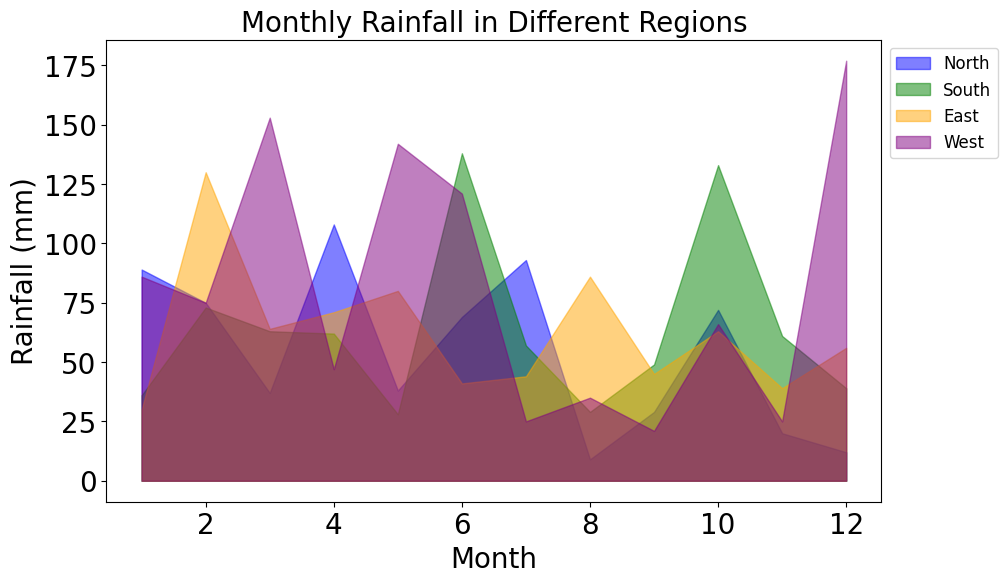 Monthly Rainfall in Different Regions
Rainfall (mm)
175
150
125
100
75
50
25
0
2 4 6 8 10 12
Month
North
South
East
West